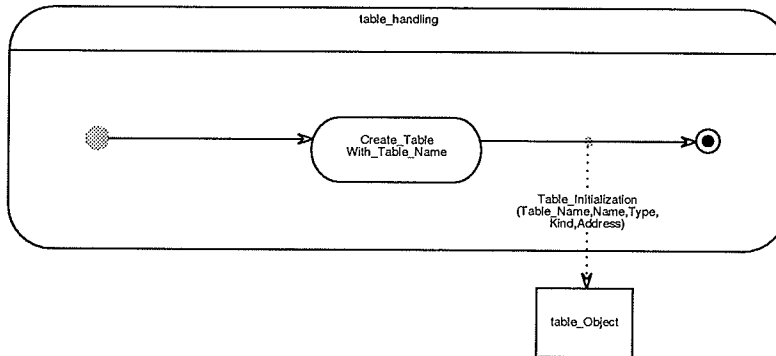 table_handling
Create_Table
With_Table_Name
Table_Initialization
(Table_Name,Name,Type,
Kind,Address)
table_Object